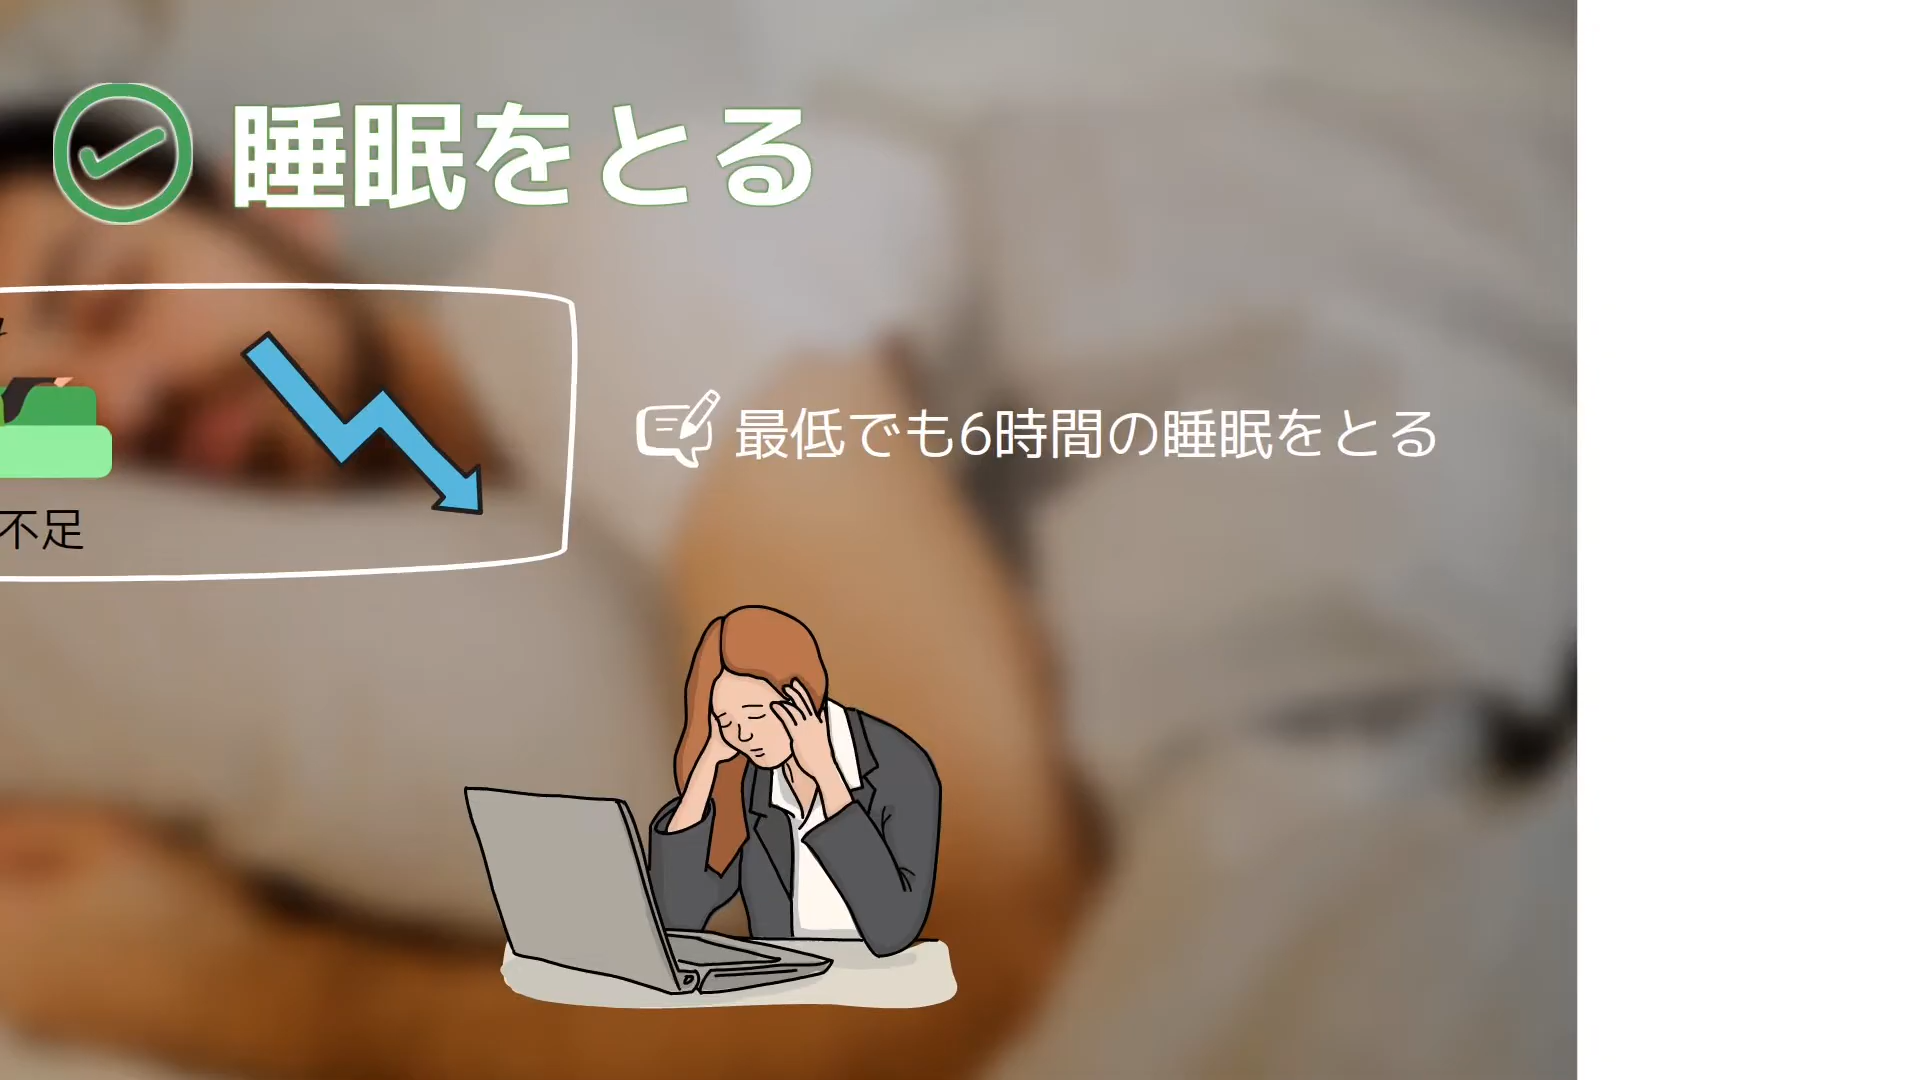 睡眠をとる
最低でも6時間の睡眠をとる
不足